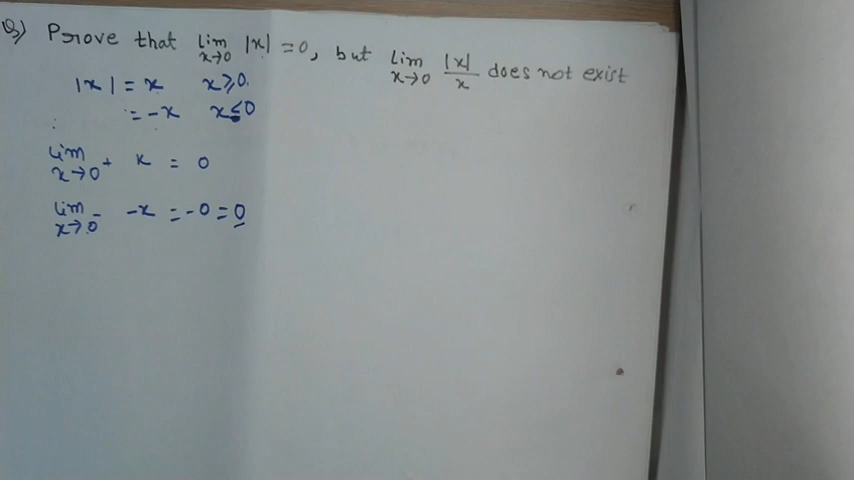 Q) Prove that lim x→0 |x| = 0, but lim x→0 |x|/x does not exist
|x| = x x≥0.
= -x x≤0
lim x→0+ x = 0
lim x→0- -x = -0 = 0